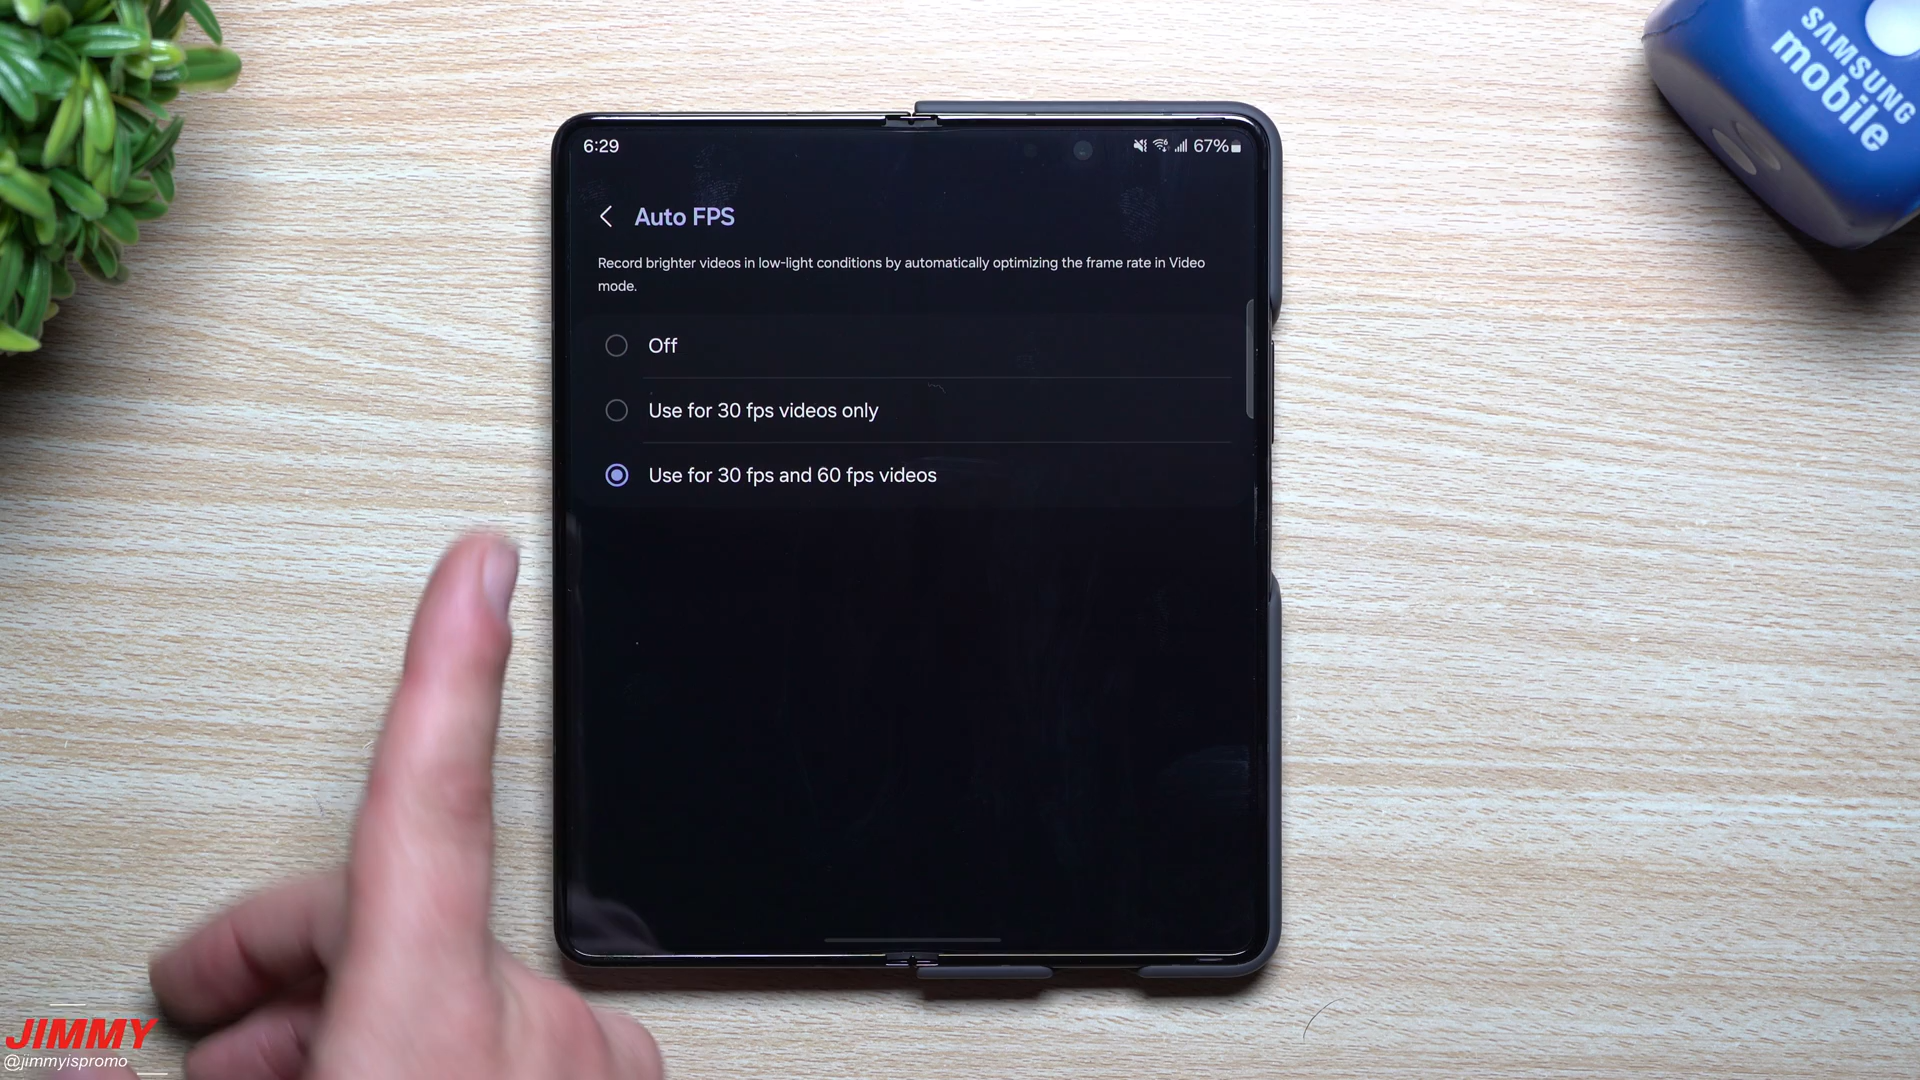 SAMSUNG
mobile
6:29
67%
Auto FPS
Record brighter videos in low-light conditions by automatically optimizing the frame rate in Video
mode.
Off
Use for 30 fps videos only
Use for 30 fps and 60 fps videos
JIMMY
@jimmyispromo